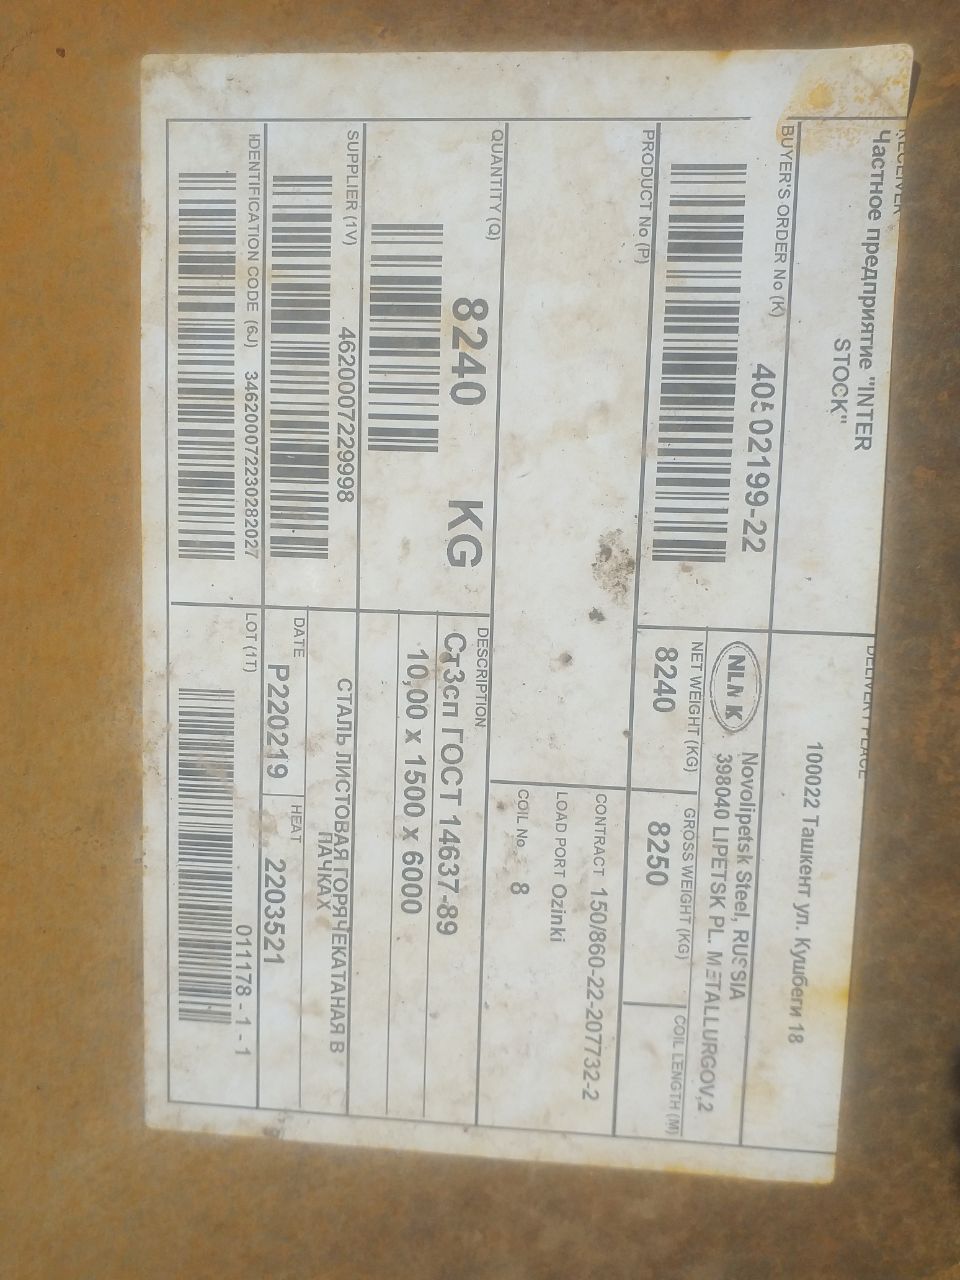 RECEIVER
Частное предприятие "INTER
STOCK"
DELIVERY PLACE
100022 Ташкент ул. Кушбеги 18
BUYER'S ORDER No (K)
40502199-22
NLMK
Novolipetsk Steel, RUSSIA
398040 LIPETSK PL. METALLURGOV,2
PRODUCT No (P)
NET WEIGHT (KG)
8240
GROSS WEIGHT (KG)
8250
COIL LENGTH (M)
CONTRACT 150/860-22-207732-2
LOAD PORT Ozinki
COIL No 8
QUANTITY (Q)
8240 KG
DESCRIPTION
Ст3сп ГОСТ 14637-89
10,00 x 1500 x 6000
SUPPLIER (1V)
4620007229998
СТАЛЬ ЛИСТОВАЯ ГОРЯЧЕКАТАНАЯ В
ПАЧКАХ
DATE P220219
HEAT 2203521
IDENTIFICATION CODE (6J) 34620007223028202​7
LOT (1T)
011178 - 1 - 1